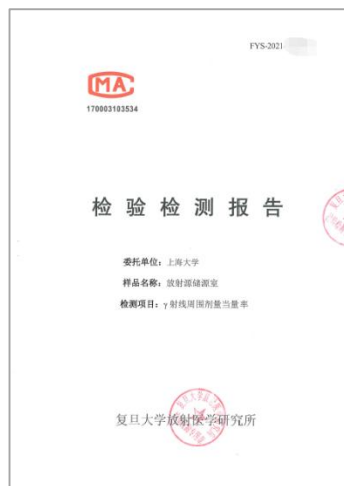 FYS-2021
MA
170003103534
检验检测报告
委托单位：上海大学
样品名称：放射源储源室
检测项目：γ射线周围剂量当量率
复旦大学放射医学研究所